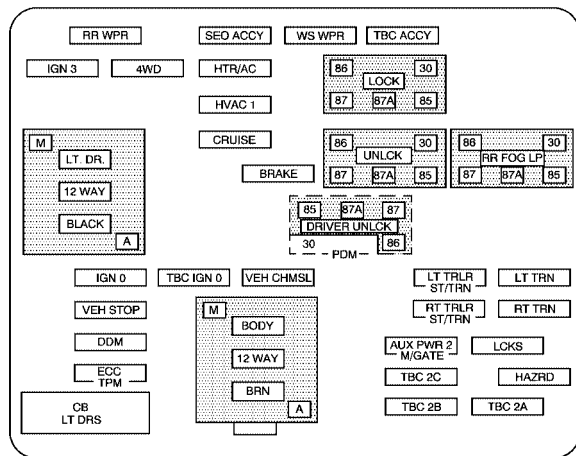 RR WPR
SEO ACCY
WS WPR
TBC ACCY
IGN 3
4WD
HTR/AC
HVAC 1
CRUISE
BRAKE
86
30
LOCK
87
87A
85
86
30
UNLCK
87
87A
85
86
30
RR FOG LP
87
87A
85
M
LT. DR.
12 WAY
BLACK
A
85
87A
87
DRIVER UNLCK
30
86
PDM
IGN 0
TBC IGN 0
VEH CHMSL
VEH STOP
DDM
ECC
TPM
CB
LT DRS
M
BODY
12 WAY
BRN
A
LT TRLR
ST/TRN
LT TRN
RT TRLR
ST/TRN
RT TRN
AUX PWR 2
M/GATE
LCKS
TBC 2C
HAZRD
TBC 2B
TBC 2A